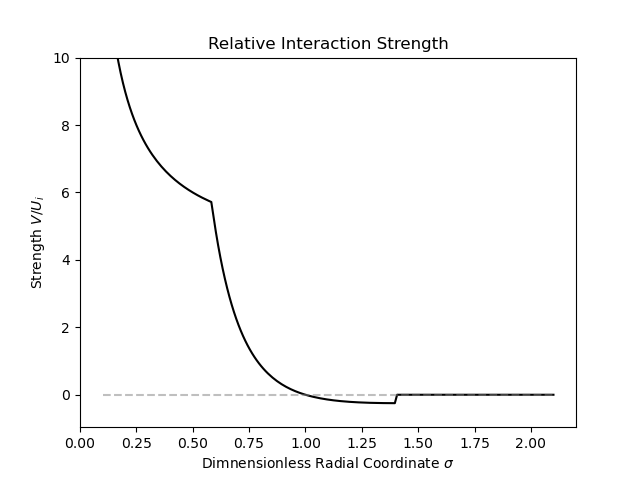 Relative Interaction Strength
Strength V/U_i
10
8
6
4
2
0
0.00 0.25 0.50 0.75 1.00 1.25 1.50 1.75 2.00
Dimnensionless Radial Coordinate σ